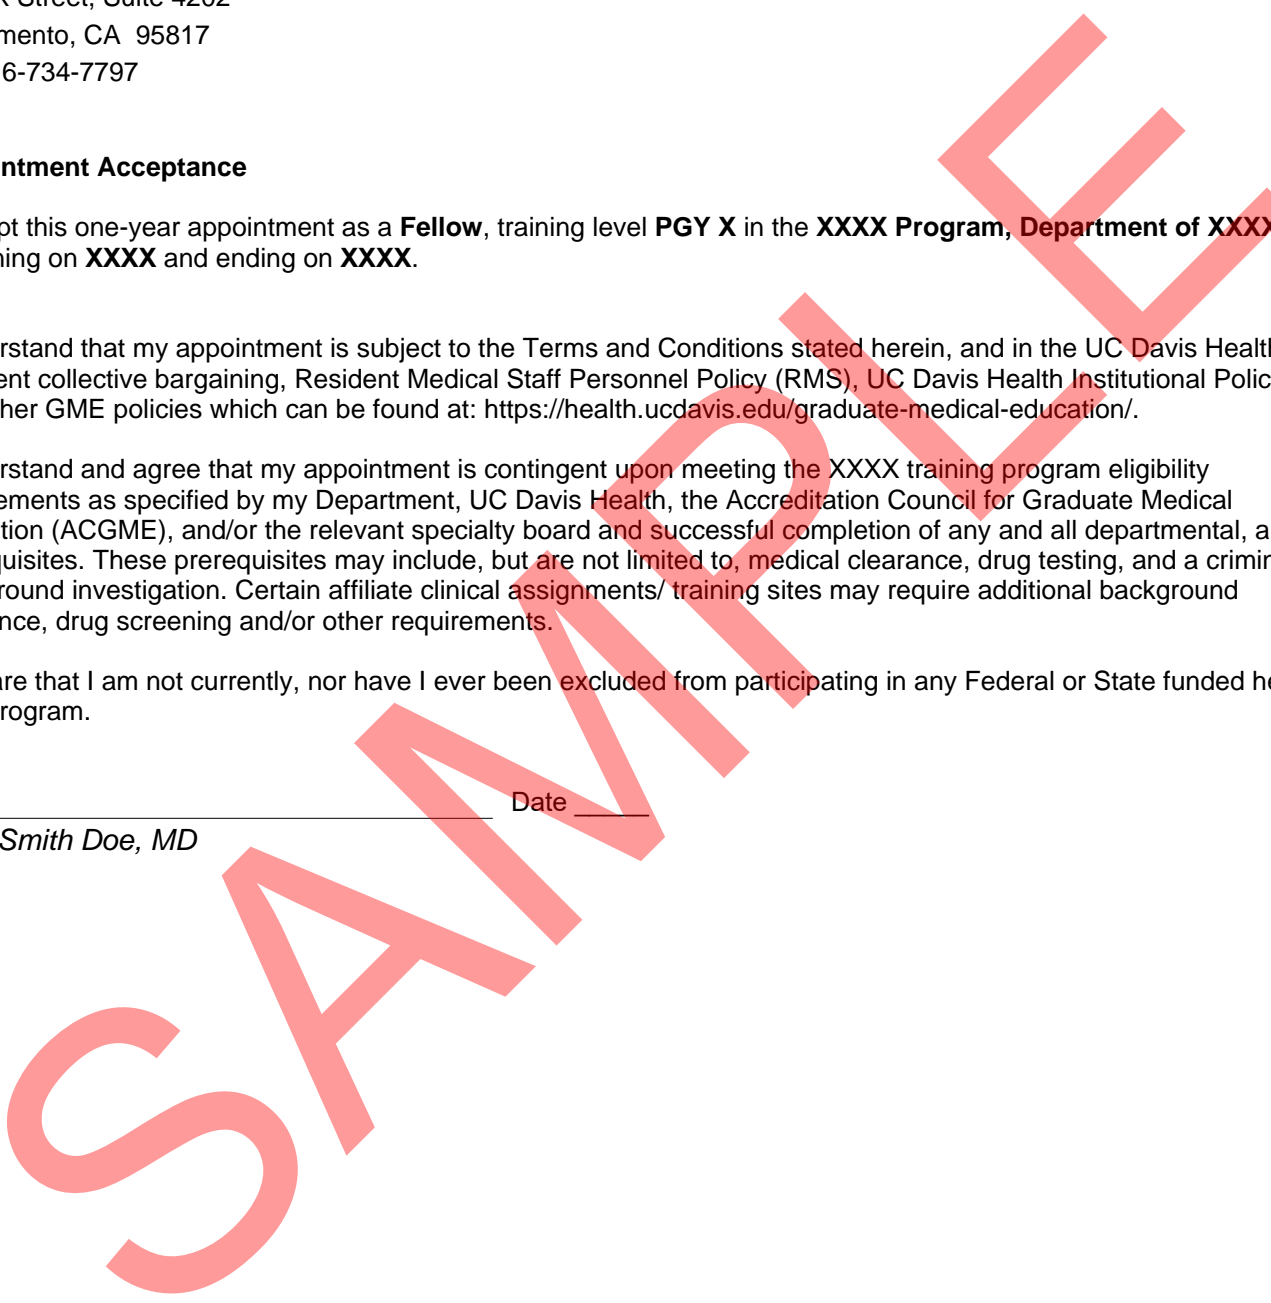 Street, Suite 4202
mento, CA 95817
6-734-7797
ntment Acceptance
pt this one-year appointment as a Fellow, training level PGY X in the XXXX Program, Department of XXXX
ning on XXXX and ending on XXXX.
rstand that my appointment is subject to the Terms and Conditions stated herein, and in the UC Davis Health
ent collective bargaining, Resident Medical Staff Personnel Policy (RMS), UC Davis Health Institutional Polic
her GME policies which can be found at: https://health.ucdavis.edu/graduate-medical-education/.
rstand and agree that my appointment is contingent upon meeting the XXXX training program eligibility
ements as specified by my Department, UC Davis Health, the Accreditation Council for Graduate Medical
tion (ACGME), and/or the relevant specialty board and successful completion of any and all departmental, a
quisites. These prerequisites may include, but are not limited to, medical clearance, drug testing, and a crimin
round investigation. Certain affiliate clinical assignments/ training sites may require additional background
nce, drug screening and/or other requirements.
are that I am not currently, nor have I ever been excluded from participating in any Federal or State funded he
rogram.
Date _____
Smith Doe, MD
SAMPLE